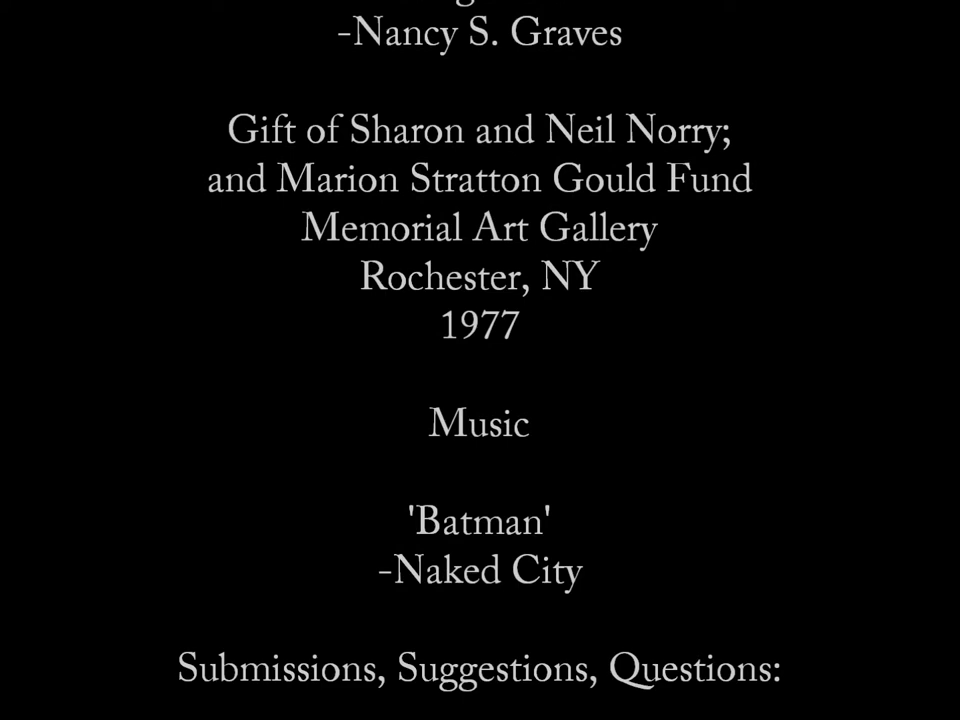 -Nancy S. Graves
Gift of Sharon and Neil Norry;
and Marion Stratton Gould Fund
Memorial Art Gallery
Rochester, NY
1977
Music
'Batman'
-Naked City
Submissions, Suggestions, Questions: